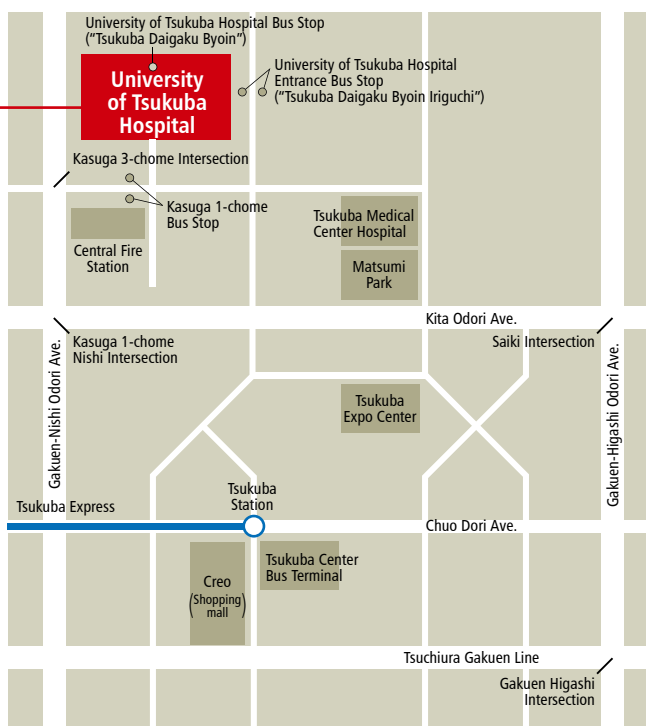 University of Tsukuba Hospital Bus Stop
(“Tsukuba Daigaku Byoin”)
University
of Tsukuba
Hospital
University of Tsukuba Hospital
Entrance Bus Stop
(“Tsukuba Daigaku Byoin Iriguchi”)
Kasuga 3-chome Intersection
Kasuga 1-chome
Bus Stop
Central Fire
Station
Tsukuba Medical
Center Hospital
Matsumi
Park
Kita Odori Ave.
Kasuga 1-chome
Nishi Intersection
Saiki Intersection
Gakuen-Nishi Odori Ave.
Gakuen-Higashi Odori Ave.
Tsukuba
Expo Center
Tsukuba
Station
Tsukuba Express
Chuo Dori Ave.
Tsukuba Center
Bus Terminal
Creo
(Shopping
mall)
Tsuchiura Gakuen Line
Gakuen Higashi
Intersection